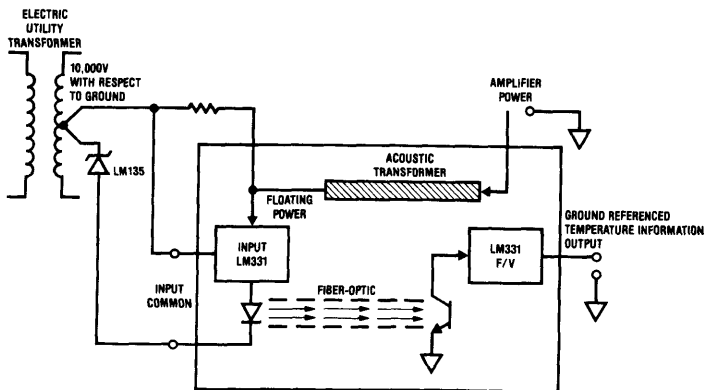 ELECTRIC
UTILITY
TRANSFORMER
10,000V
WITH RESPECT
TO GROUND
LM135
AMPLIFIER
POWER
ACOUSTIC
TRANSFORMER
FLOATING
POWER
INPUT
LM331
INPUT
COMMON
FIBER-OPTIC
LM331
F/V
GROUND REFERENCED
TEMPERATURE INFORMATION
OUTPUT